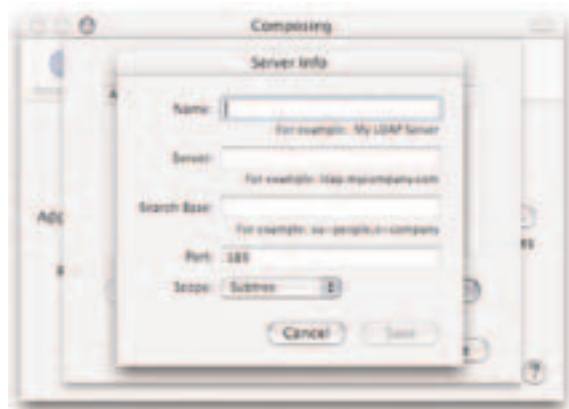 Composing
Server Info
Name:
For example: My LDAP Server
Server:
For example: ldap.mycompany.com
Search Base:
For example: ou=people,o=company
Port: 389
Scope: Subtree
Cancel Save
?